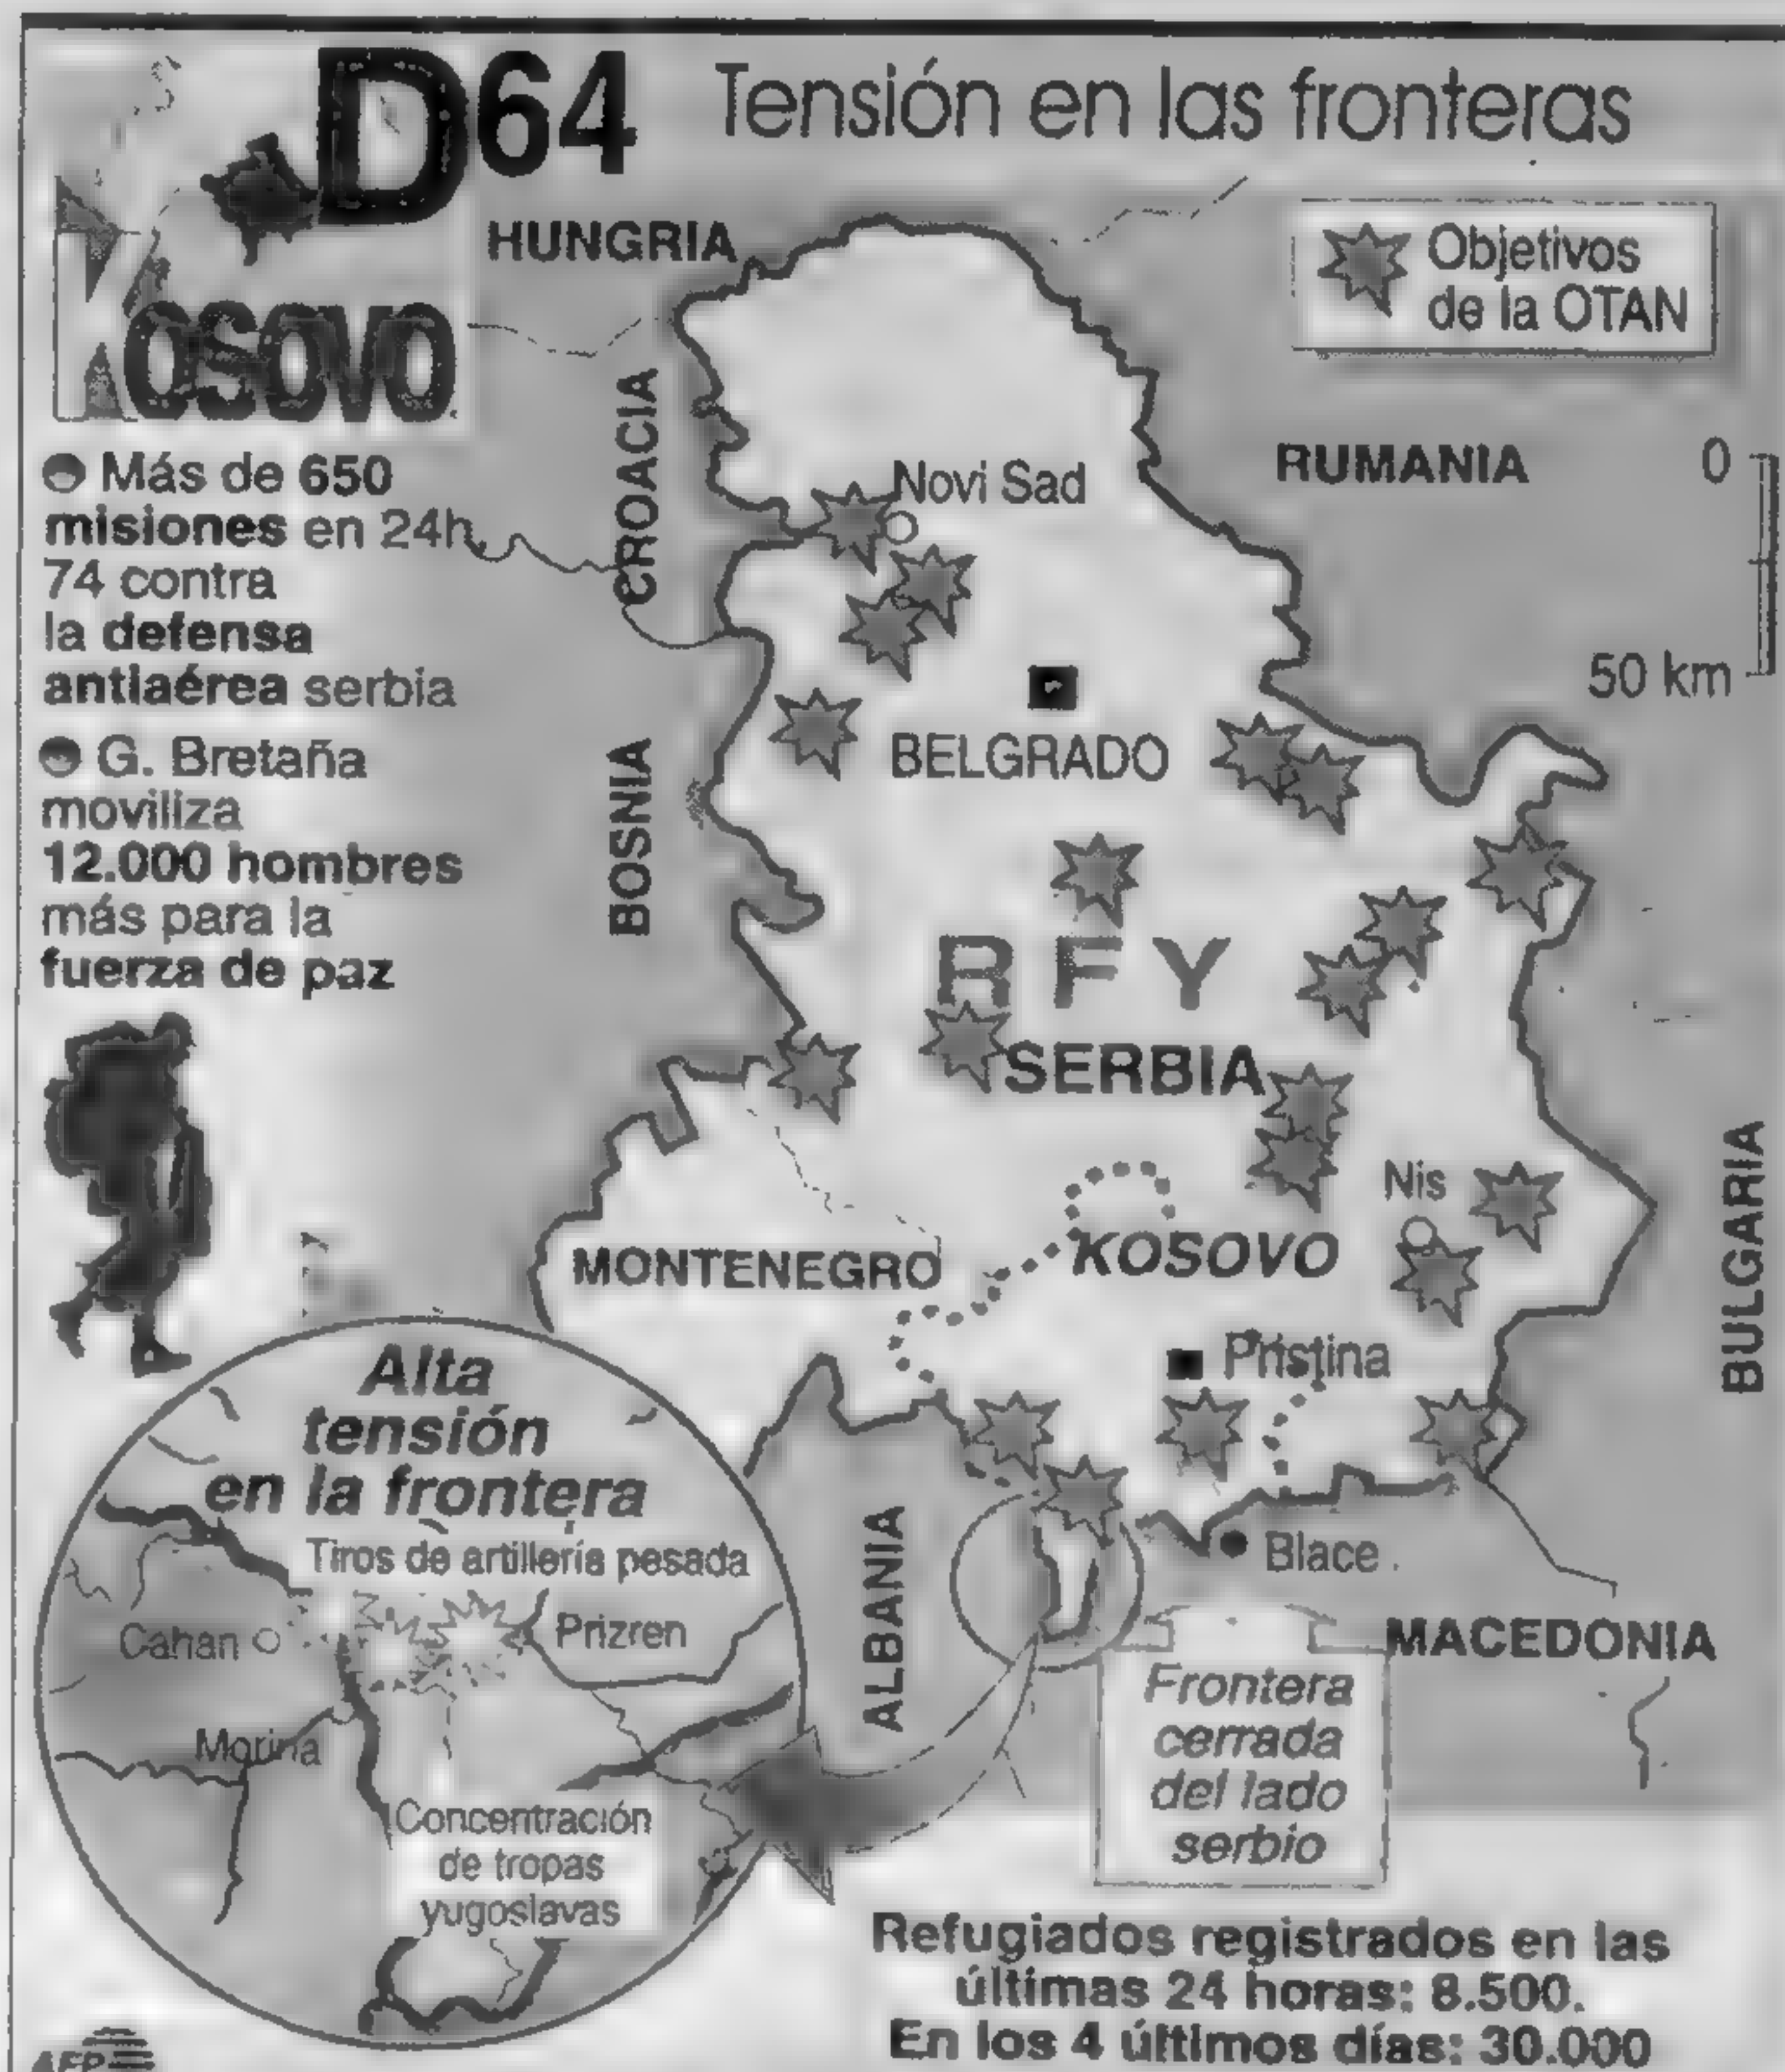 D64
Tensión en las fronteras
KOSOVO
HUNGRIA
Objetivos
de la OTAN
CROACIA
RUMANIA
0
50 km
Más de 650
misiones en 24h,
74 contra
la defensa
antiaérea serbia
G. Bretaña
moviliza
12.000 hombres
más para la
fuerza de paz
Novi Sad
BELGRADO
BOSNIA
RFY
SERBIA
Nis
KOSOVO
MONTENEGRO
BULGARIA
Pristina
Alta
tensión
en la frontera
Tiros de artillería pesada
Cahan
Prizren
Morina
Concentración
de tropas
yugoslavas
ALBANIA
Blace
MACEDONIA
Frontera
cerrada
del lado
serbio
Refugiados registrados en las
últimas 24 horas: 8.500.
En los 4 últimos días: 30.000
AFP